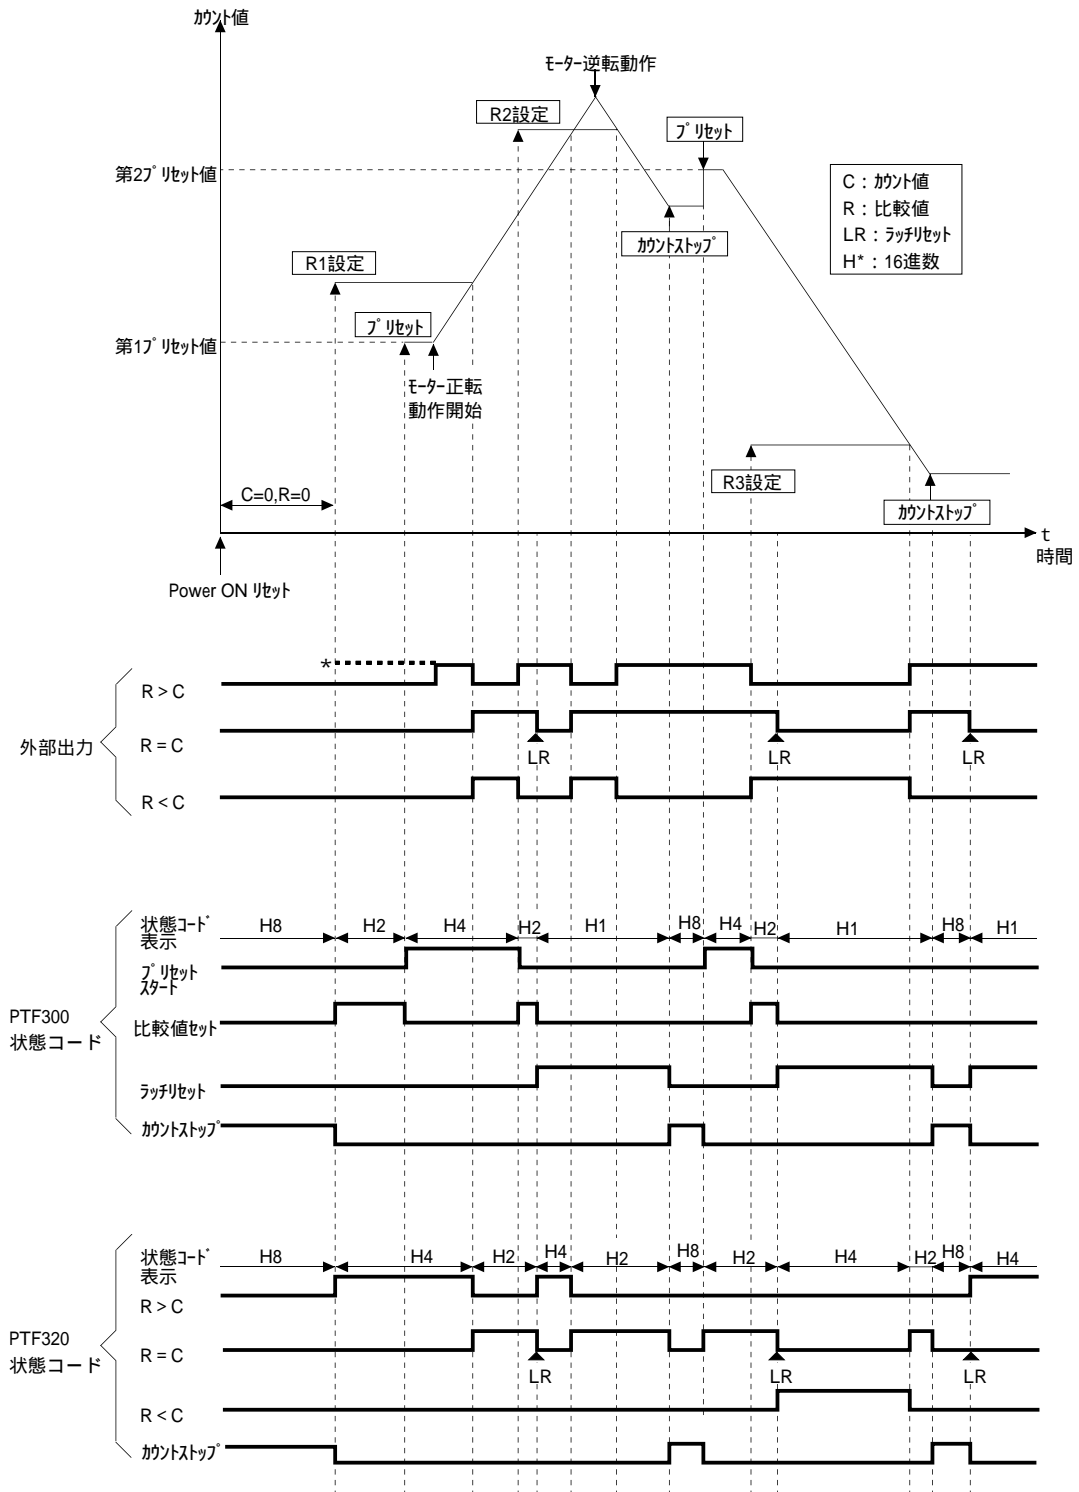 カウント値
モーター逆転動作
R2設定
プリセット
第2プリセット値
C：カウント値
R：比較値
LR：ラッチリセット
H*：16進数
カウントストップ
R1設定
プリセット
第1プリセット値
モーター正転
動作開始
R3設定
C=0,R=0
カウントストップ
t
時間
Power ON リセット
*
R > C
外部出力
R = C
LR LR LR
R < C
状態コード
表示
H8 H2 H4 H2 H1 H8 H4 H2 H1 H8 H1
プリセット
スタート
PTF300
状態コード
比較値セット
ラッチリセット
カウントストップ
状態コード
表示
H8 H4 H2 H4 H2 H8 H2 H4 H2 H8 H4
R > C
PTF320
状態コード
R = C
LR LR LR
R < C
カウントストップ